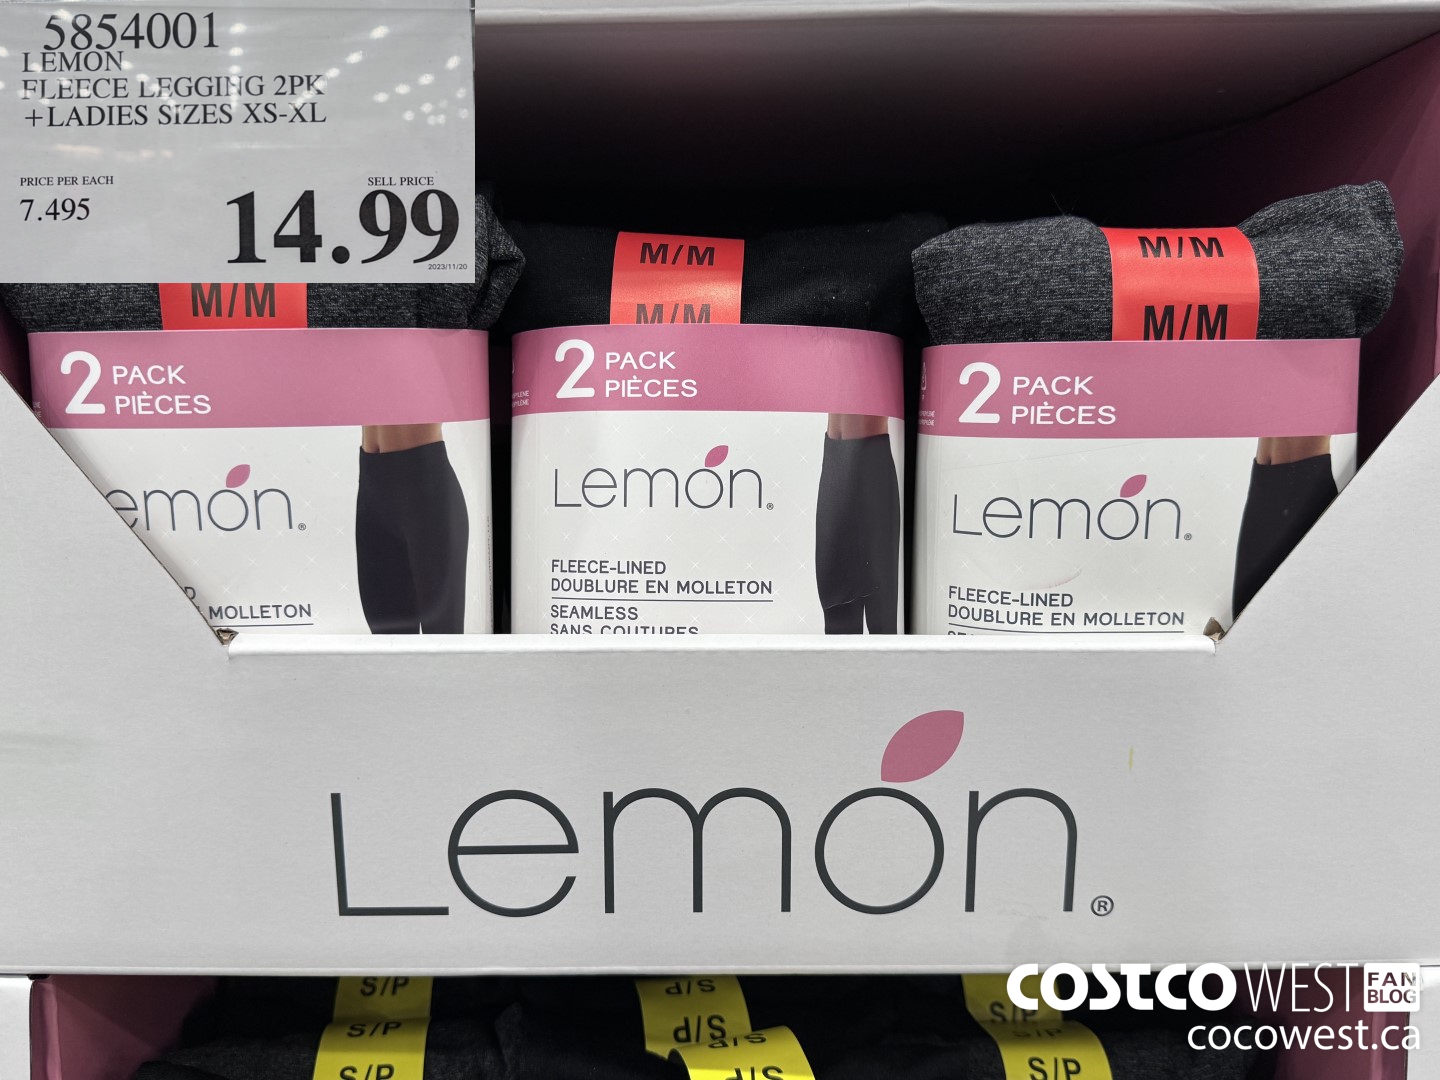 5854001
LEMON
FLEECE LEGGING 2PK
+LADIES SIZES XS-XL
PRICE PER EACH
7.495
SELL PRICE
14.99
2023/11/20
M/M
M/M
M/M
M/M
M/M
2 PACK
PIÈCES
emon®
MOLLETON
2 PACK
PIÈCES
Lemon®
FLEECE-LINED
DOUBLURE EN MOLLETON
SEAMLESS
SANS COUTURES
2 PACK
PIÈCES
Lemon®
FLEECE-LINED
DOUBLURE EN MOLLETON
Lemon®
S/P
S/P
S/P
S/P
S/P
S/P
S/P
S/P
S/P
COSTCO WEST FAN BLOG
cocowest.ca